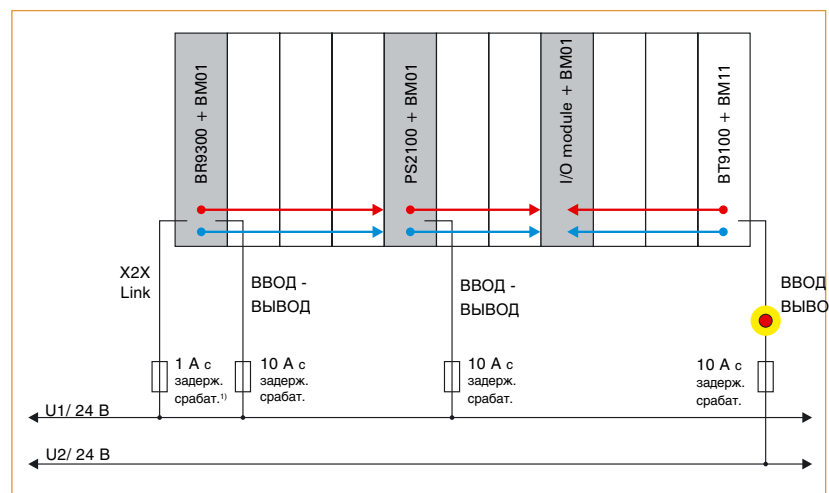 BR9300 + BM01
PS2100 + BM01
I/O module + BM01
BT9100 + BM11
X2X
Link
ВВОД -
ВЫВОД
ВВОД -
ВЫВОД
ВВОД
ВЫВО
1 А с
задерж.
срабат.¹⁾
10 А с
задерж.
срабат.
10 А с
задерж.
срабат.
10 А с
задерж.
срабат.
U1/ 24 В
U2/ 24 В